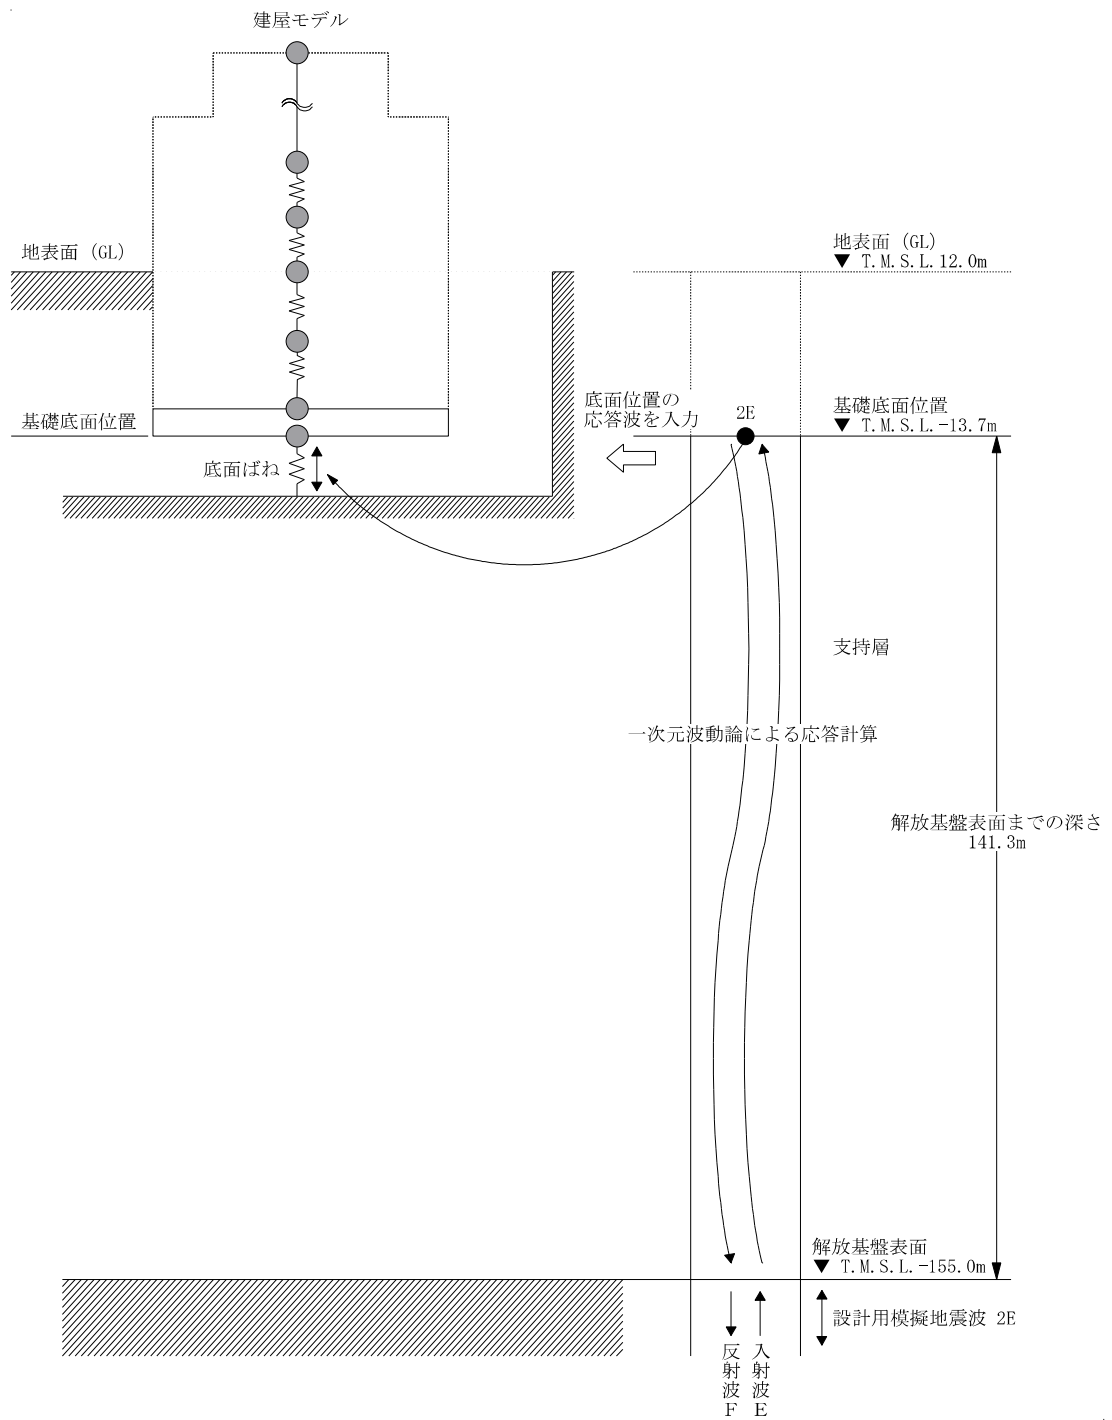 建屋モデル
地表面（GL）
地表面（GL）
▼ T.M.S.L.12.0m
基礎底面位置
底面ばね
底面位置の
応答波を入力
2E
基礎底面位置
▼ T.M.S.L.-13.7m
支持層
一次元波動論による応答計算
解放基盤表面までの深さ
141.3m
解放基盤表面
▼ T.M.S.L.-155.0m
設計用模擬地震波 2E
反射波F
入射波E